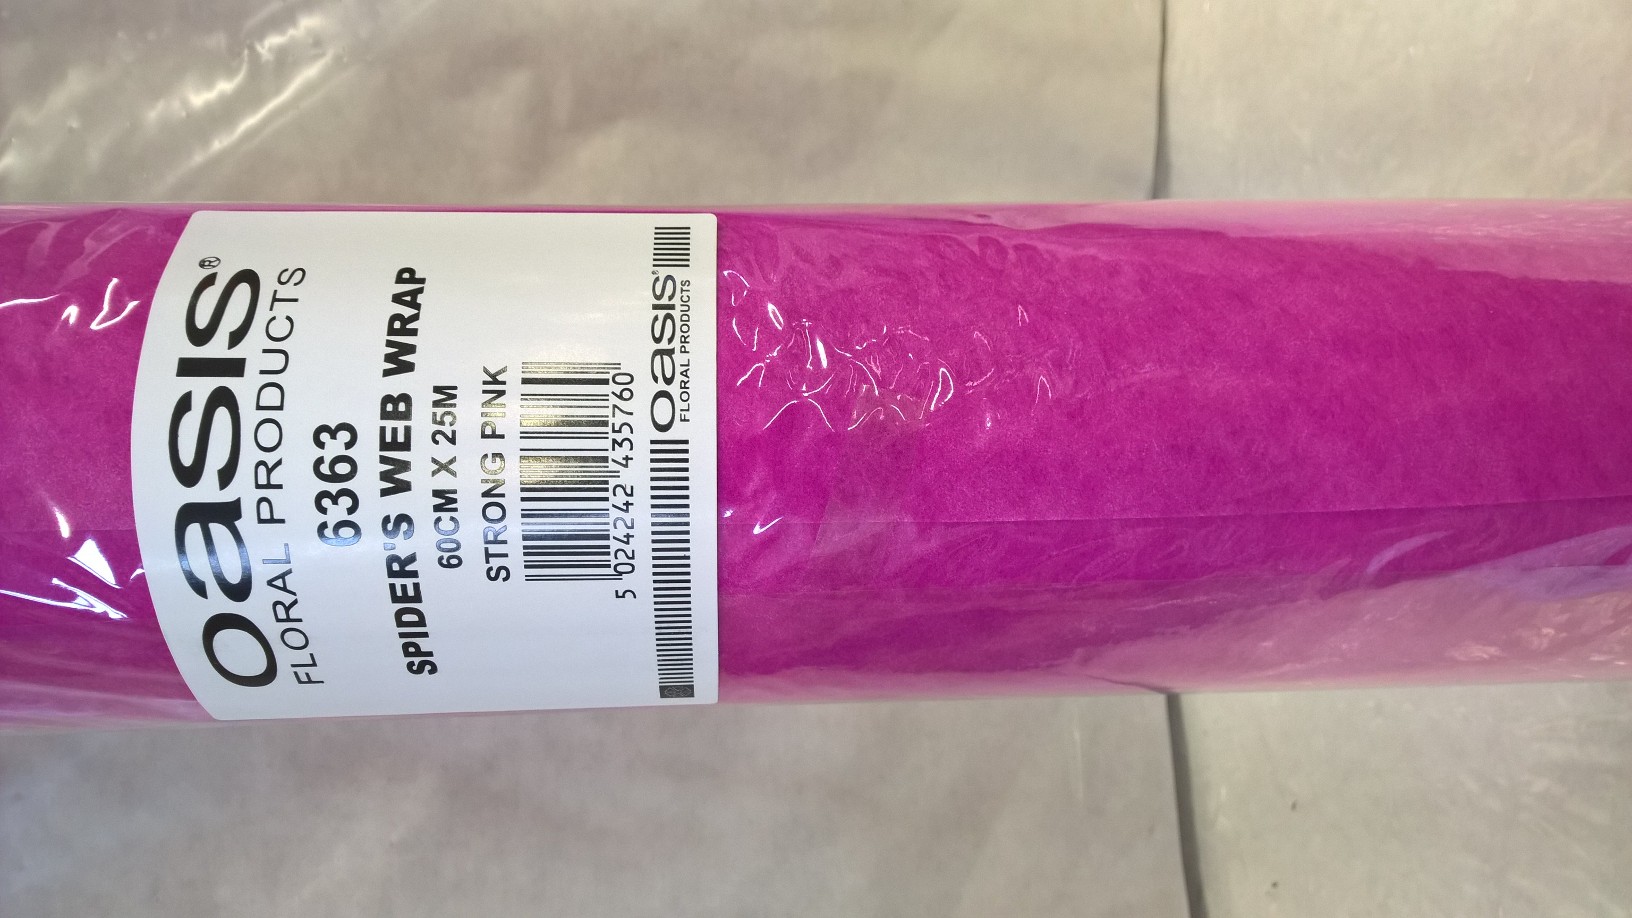 oasis®
FLORAL PRODUCTS
6363
SPIDER'S WEB WRAP
60CM X 25M
STRONG PINK
5 024242 435760
oasis®
FLORAL PRODUCTS